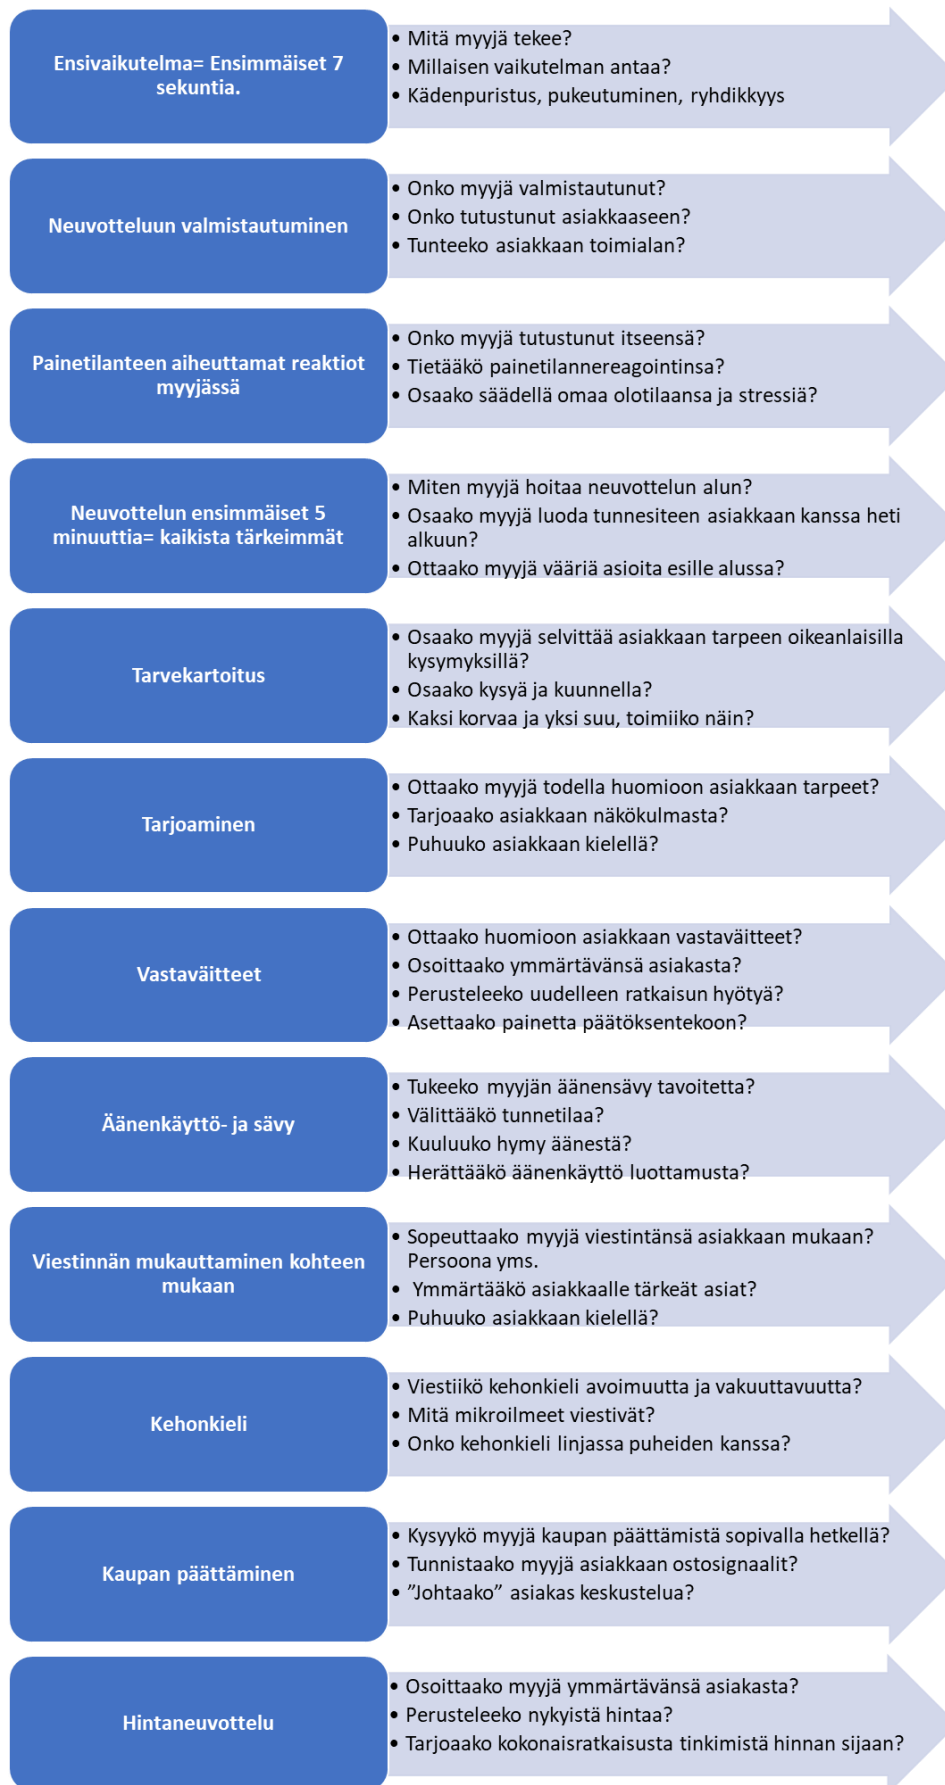 Ensivaikutelma= Ensimmäiset 7
sekuntia.
• Mitä myyjä tekee?
• Millaisen vaikutelman antaa?
• Kädenpuristus, pukeutuminen, ryhdikkyys
Neuvotteluun valmistautuminen
• Onko myyjä valmistautunut?
• Onko tutustunut asiakkaaseen?
• Tunteeko asiakkaan toimialan?
Painetilanteen aiheuttamat reaktiot
myyjässä
• Onko myyjä tutustunut itseensä?
• Tietääkö painetilannereagointinsa?
• Osaako säädellä omaa olotilaansa ja stressiä?
Neuvottelun ensimmäiset 5
minuuttia= kaikista tärkeimmät
• Miten myyjä hoitaa neuvottelun alun?
• Osaako myyjä luoda tunnesiteen asiakkaan kanssa heti
alkuun?
• Ottaako myyjä vääriä asioita esille alussa?
Tarvekartoitus
• Osaako myyjä selvittää asiakkaan tarpeen oikeanlaisilla
kysymyksillä?
• Osaako kysyä ja kuunnella?
• Kaksi korvaa ja yksi suu, toimiiko näin?
Tarjoaminen
• Ottaako myyjä todella huomioon asiakkaan tarpeet?
• Tarjoaako asiakkaan näkökulmasta?
• Puhuuko asiakkaan kielellä?
Vastaväitteet
• Ottaako huomioon asiakkaan vastaväitteet?
• Osoittaako ymmärtävänsä asiakasta?
• Perusteleeko uudelleen ratkaisun hyötyä?
• Asettaako painetta päätöksentekoon?
Äänenkäyttö- ja sävy
• Tukeeko myyjän äänensävy tavoitetta?
• Välittääkö tunnetilaa?
• Kuuluuko hymy äänestä?
• Herättääkö äänenkäyttö luottamusta?
Viestinnän mukauttaminen kohteen
mukaan
• Sopeuttaako myyjä viestintänsä asiakkaan mukaan?
Persoona yms.
• Ymmärtääkö asiakkaalle tärkeät asiat?
• Puhuuko asiakkaan kielellä?
Kehonkieli
• Viestiikö kehonkieli avoimuutta ja vakuuttavuutta?
• Mitä mikroilmeet viestivät?
• Onko kehonkieli linjassa puheiden kanssa?
Kaupan päättäminen
• Kysyykö myyjä kaupan päättämistä sopivalla hetkellä?
• Tunnistaako myyjä asiakkaan ostosignaalit?
• ”Johtaako” asiakas keskustelua?
Hintaneuvottelu
• Osoittaako myyjä ymmärtävänsä asiakasta?
• Perusteleeko nykyistä hintaa?
• Tarjoaako kokonaisratkaisusta tinkimistä hinnan sijaan?